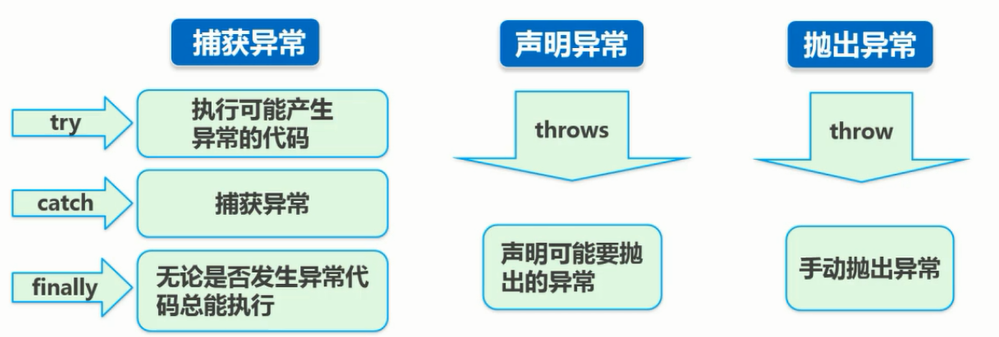 捕获异常
try
执行可能产生
异常的代码
catch
捕获异常
finally
无论是否发生异常代
码总能执行
声明异常
throws
声明可能要抛
出的异常
抛出异常
throw
手动抛出异常